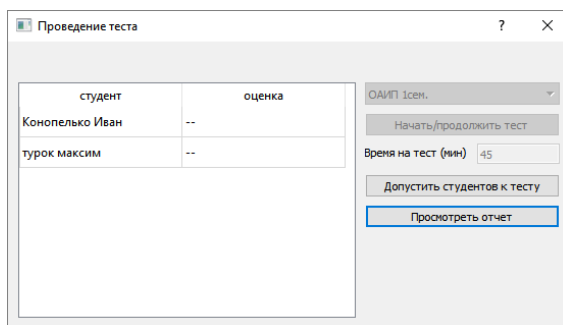 Проведение теста
студент оценка
Конопелько Иван --
турок максим --
ОАИП 1сем.
Начать/продолжить тест
Время на тест (мин) 45
Допустить студентов к тесту
Просмотреть отчет